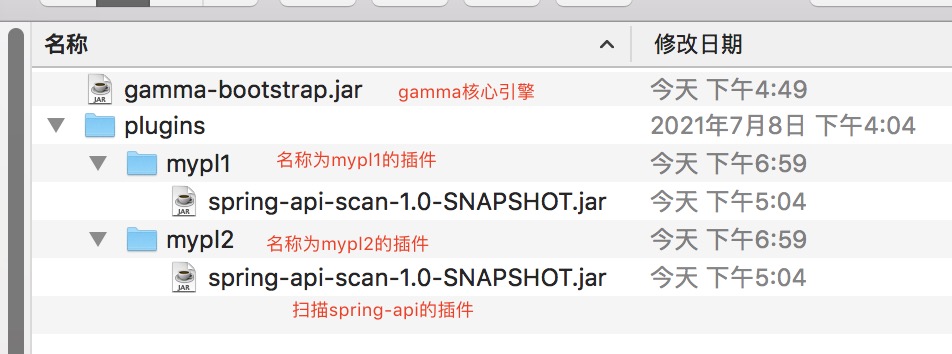 名称 修改日期
gamma-bootstrap.jar gamma核心引擎 今天 下午4:49
plugins 2021年7月8日 下午4:04
mypl1 名称为mypl1的插件 今天 下午6:59
JAR spring-api-scan-1.0-SNAPSHOT.jar 今天 下午5:04
mypl2 名称为mypl2的插件 今天 下午6:59
JAR spring-api-scan-1.0-SNAPSHOT.jar 今天 下午5:04
扫描spring-api的插件